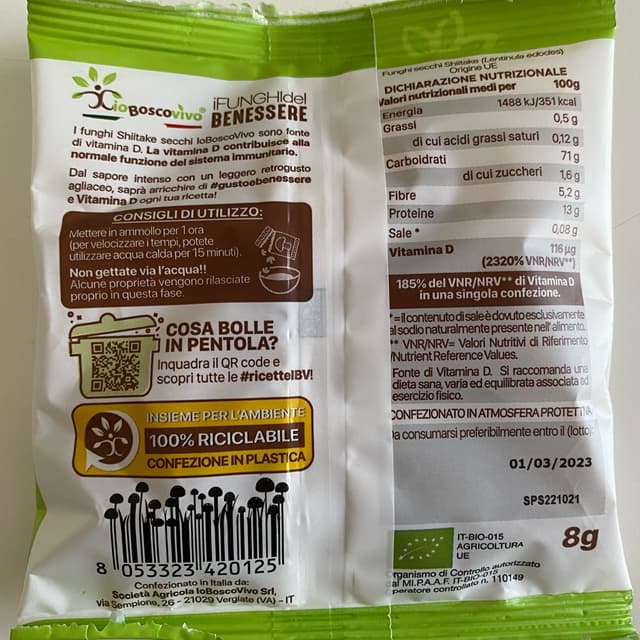 ioBoscovivo®
iFUNGHIdel
BENESSERE
I funghi Shiitake secchi IoBoscoVivo sono fonte
di vitamina D. La vitamina D contribuisce alla
normale funzione del sistema immunitario.
Dal sapore intenso con un leggero retrogusto
agliaceo, saprà arricchire di #gustoebenessere
e Vitamina D ogni tua ricetta!
CONSIGLI DI UTILIZZO:
Mettere in ammollo per 1 ora
(per velocizzare i tempi, potete
utilizzare acqua calda per 15 minuti).
Non gettate via l'acqua!!
Alcune proprietà vengono rilasciate
proprio in questa fase.
COSA BOLLE
IN PENTOLA?
Inquadra il QR code e
scopri tutte le #ricetteIBV!
INSIEME PER L'AMBIENTE
100% RICICLABILE
CONFEZIONE IN PLASTICA
8 053323 420125
Confezionato in Italia da:
Società Agricola IoBoscoVivo Srl,
Via Sempione, 26 - 21029 Vergiate (VA) - IT
Funghi secchi Shiitake (Lentinula edodes)
Origine UE
DICHIARAZIONE NUTRIZIONALE
Valori nutrizionali medi per 100g
Energia 1488 kJ/351 kcal
Grassi 0,5 g
di cui acidi grassi saturi 0,12 g
Carboidrati 71 g
di cui zuccheri 1,6 g
Fibre 5,2 g
Proteine 13 g
Sale * 0,08 g
Vitamina D 116 µg
(2320% VNR/NRV**)
185% del VNR/NRV** di Vitamina D
in una singola confezione.
*=il contenuto di sale è dovuto esclusivamente
al sodio naturalmente presente nell' alimento.
** VNR/NRV= Valori Nutritivi di Riferimento
/Nutrient Reference Values.
Fonte di Vitamina D. Si raccomanda una
dieta sana, varia ed equilibrata associata ad
esercizio fisico.
CONFEZIONATO IN ATMOSFERA PROTETTIVA
Da consumarsi preferibilmente entro il (lotto):
01/03/2023
SPS221021
IT-BIO-015
AGRICOLTURA
UE
8g
Organismo di Controllo autorizzato
dal MI.P.A.A.F. IT-BIO-015
Operatore controllato n. 110149